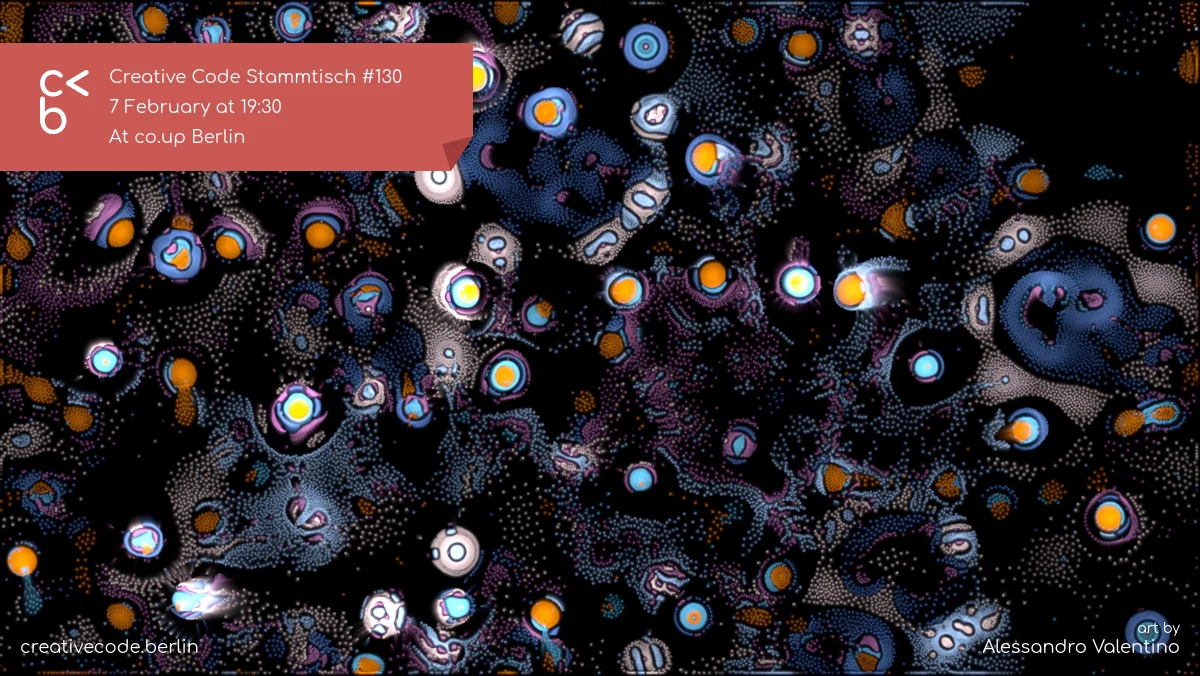 c<
b
Creative Code Stammtisch #130
7 February at 19:30
At co.up Berlin
creativecode.berlin
art by
Alessandro Valentino